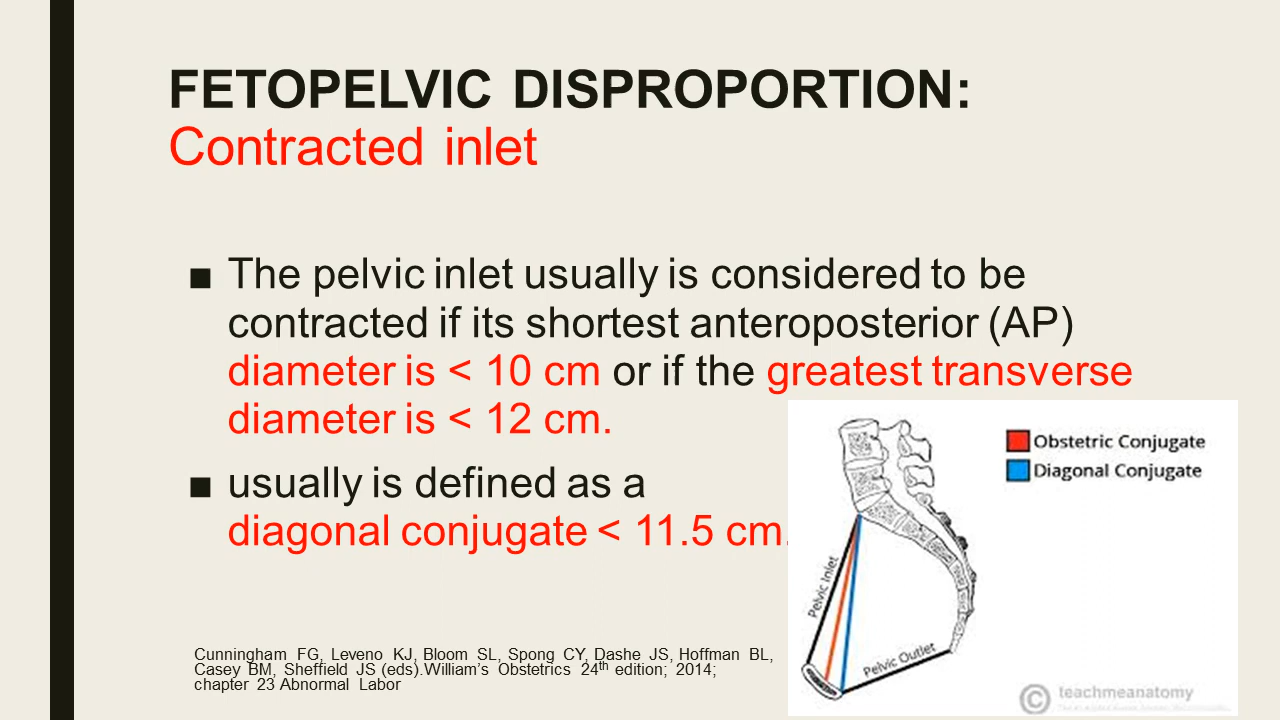 FETOPELVIC DISPROPORTION:
Contracted inlet
■ The pelvic inlet usually is considered to be
contracted if its shortest anteroposterior (AP)
diameter is < 10 cm or if the greatest transverse
diameter is < 12 cm.
■ usually is defined as a
diagonal conjugate < 11.5 cm.
Obstetric Conjugate
Diagonal Conjugate
Pelvic Inlet
Pelvic Outlet
© teachmeanatomy
Cunningham FG, Leveno KJ, Bloom SL, Spong CY, Dashe JS, Hoffman BL,
Casey BM, Sheffield JS (eds).William’s Obstetrics 24th edition; 2014;
chapter 23 Abnormal Labor